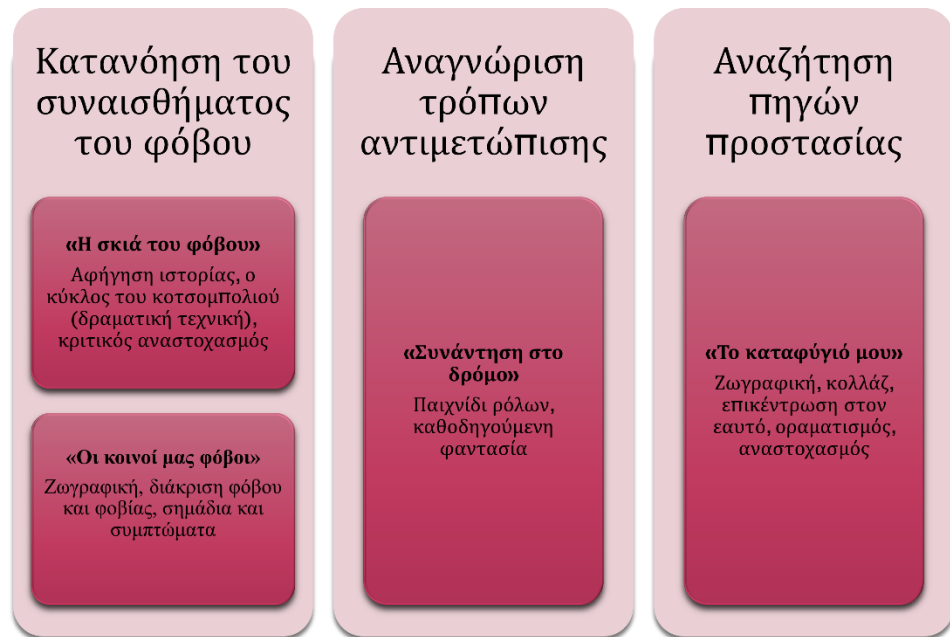 Κατανόηση του
συναισθήματος
του φόβου
«Η σκιά του φόβου»
Αφήγηση ιστορίας, ο
κύκλος του κοτσομπολιού
(δραματική τεχνική),
κριτικός αναστοχασμός
«Οι κοινοί μας φόβοι»
Ζωγραφική, διάκριση φόβου
και φοβίας, σημάδια και
συμπτώματα
Αναγνώριση
τρόπων
αντιμετώπισης
«Συνάντηση στο
δρόμο»
Παιχνίδι ρόλων,
καθοδηγούμενη
φαντασία
Αναζήτηση
πηγών
προστασίας
«Το καταφύγιό μου»
Ζωγραφική, κολλάζ,
επικέντρωση στον
εαυτό, οραματισμός,
αναστοχασμός